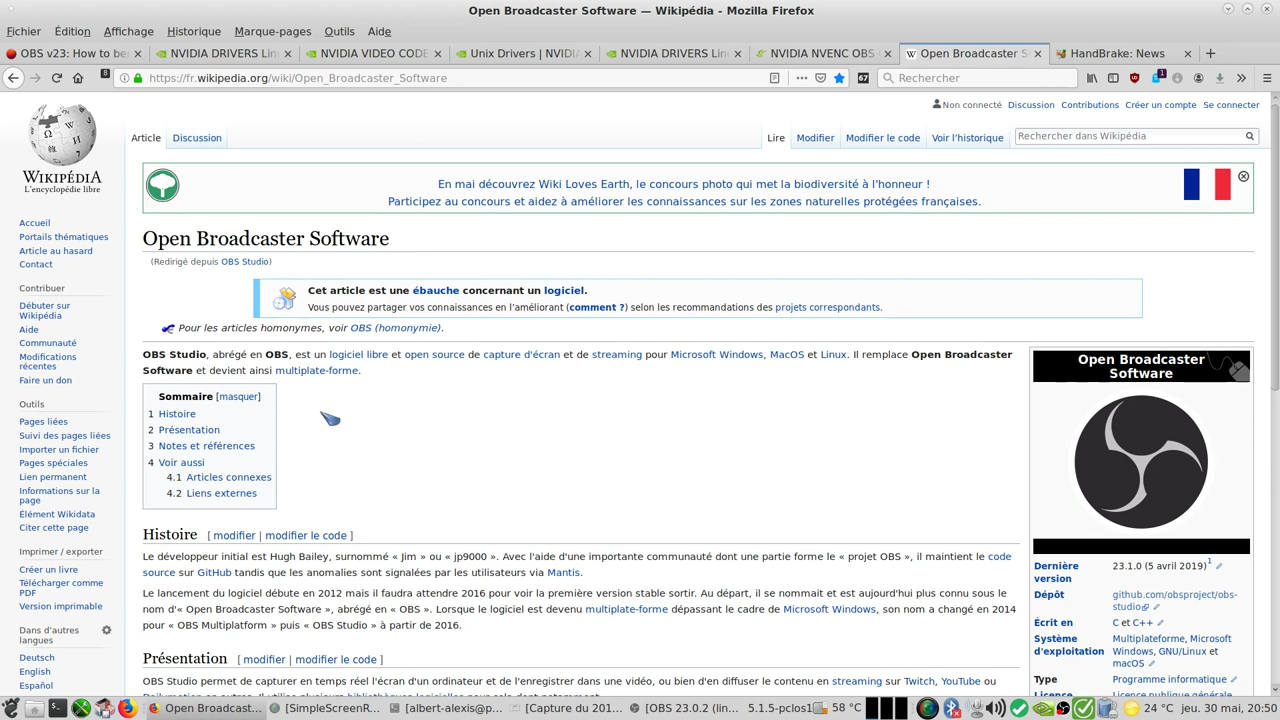 Open Broadcaster Software — Wikipédia - Mozilla Firefox
Fichier Édition Affichage Historique Marque-pages Outils Aide
OBS v23: How to be
NVIDIA DRIVERS Lin
NVIDIA VIDEO CODE
Unix Drivers | NVIDI
NVIDIA DRIVERS Lin
NVIDIA NVENC OBS
Open Broadcaster S
HandBrake: News
8
https://fr.wikipedia.org/wiki/Open_Broadcaster_Software
67
Rechercher
1
Non connecté Discussion Contributions Créer un compte Se connecter
Article Discussion
Lire Modifier Modifier le code Voir l'historique
Rechercher dans Wikipédia
WIKIPÉDIA
L'encyclopédie libre
Accueil
Portails thématiques
Article au hasard
Contact
Contribuer
Débuter sur
Wikipédia
Aide
Communauté
Modifications
récentes
Faire un don
Outils
Pages liées
Suivi des pages liées
Importer un fichier
Pages spéciales
Lien permanent
Informations sur la
page
Élément Wikidata
Citer cette page
Imprimer / exporter
Créer un livre
Télécharger comme
PDF
Version imprimable
Dans d'autres
langues
Deutsch
English
Español
En mai découvrez Wiki Loves Earth, le concours photo qui met la biodiversité à l'honneur !
Participez au concours et aidez à améliorer les connaissances sur les zones naturelles protégées françaises.
Open Broadcaster Software
(Redirigé depuis OBS Studio)
Cet article est une ébauche concernant un logiciel.
Vous pouvez partager vos connaissances en l'améliorant (comment ?) selon les recommandations des projets correspondants.
Pour les articles homonymes, voir OBS (homonymie).
OBS Studio, abrégé en OBS, est un logiciel libre et open source de capture d'écran et de streaming pour Microsoft Windows, MacOS et Linux. Il remplace Open Broadcaster
Software et devient ainsi multiplate-forme.
Sommaire [masquer]
1 Histoire
2 Présentation
3 Notes et références
4 Voir aussi
4.1 Articles connexes
4.2 Liens externes
Histoire [ modifier | modifier le code ]
Le développeur initial est Hugh Bailey, surnommé « Jim » ou « jp9000 ». Avec l'aide d'une importante communauté dont une partie forme le « projet OBS », il maintient le code
source sur GitHub tandis que les anomalies sont signalées par les utilisateurs via Mantis.
Le lancement du logiciel débute en 2012 mais il faudra attendre 2016 pour voir la première version stable sortir. Au départ, il se nommait et est aujourd'hui plus connu sous le
nom d'« Open Broadcaster Software », abrégé en « OBS ». Lorsque le logiciel est devenu multiplate-forme dépassant le cadre de Microsoft Windows, son nom a changé en 2014
pour « OBS Multiplatform » puis « OBS Studio » à partir de 2016.
Présentation [ modifier | modifier le code ]
OBS Studio permet de capturer en temps réel l'écran d'un ordinateur et de l'enregistrer dans une vidéo, ou bien d'en diffuser le contenu en streaming sur Twitch, YouTube ou
Open Broadcaster
Software
Dernière version 23.1.0 (5 avril 2019)1
Dépôt github.com/obsproject/obs-
studio
Écrit en C et C++
Système d'exploitation Multiplateforme, Microsoft
Windows, GNU/Linux et
macOS
Type Programme informatique
Licence Licence publique générale
Open Broadcast... [SimpleScreenR... [albert-alexis@p... [Capture du 201... [OBS 23.0.2 (lin... 5.1.5-pclos1 58 °C 24 °C jeu. 30 mai, 20:50